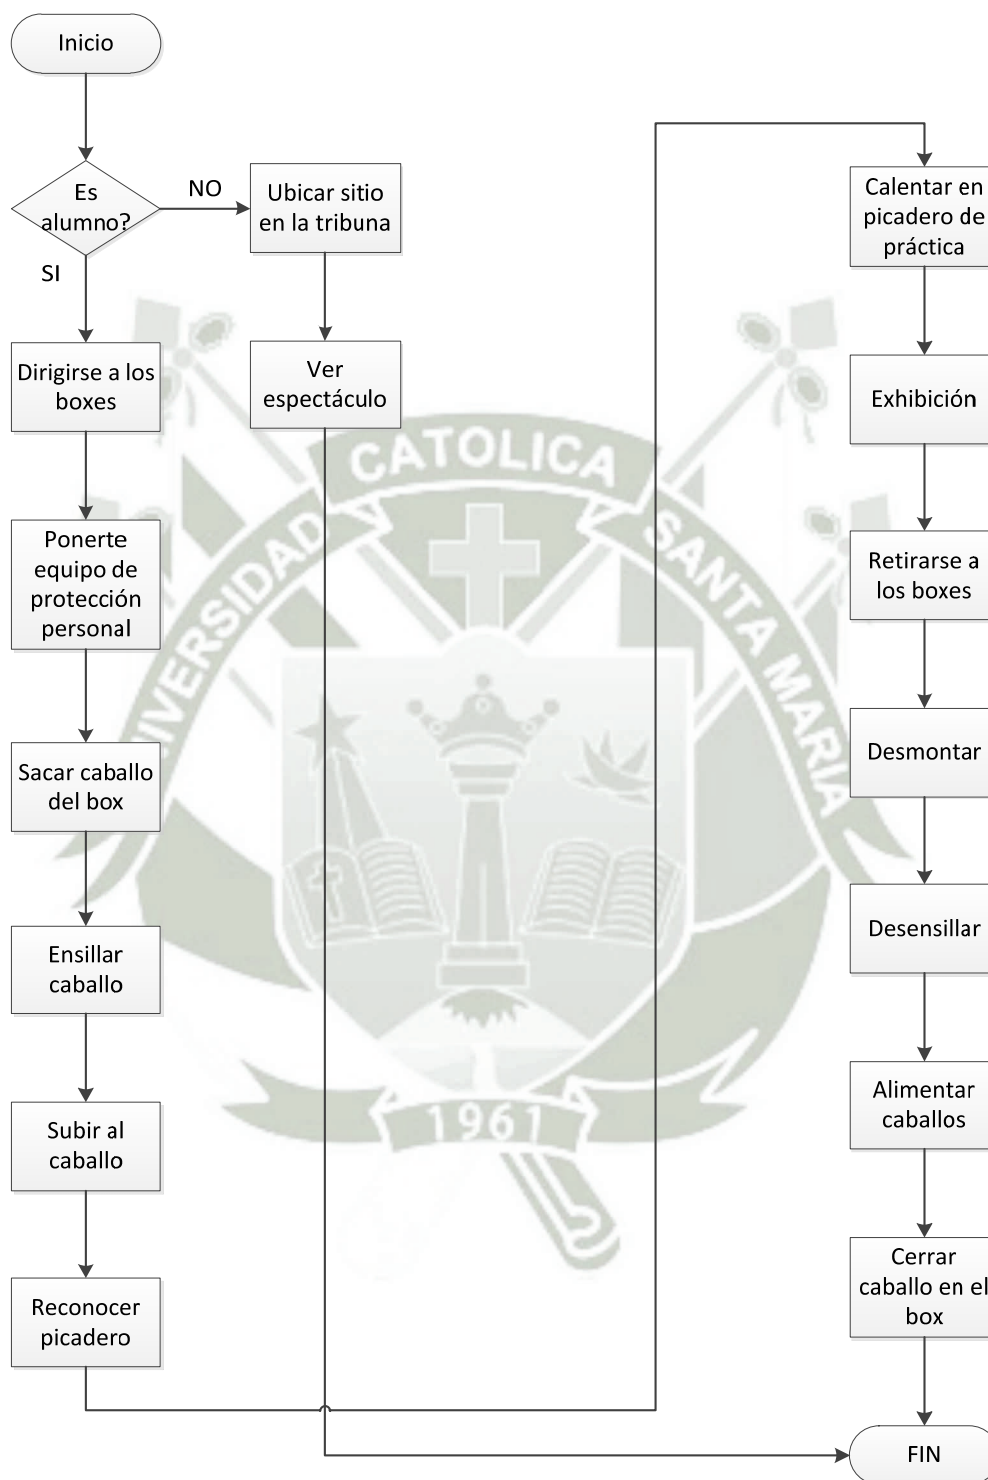 Inicio
Es
alumno?
NO
SI
Ubicar sitio
en la tribuna
Ver
espectáculo
Dirigirse a los
boxes
Ponerte
equipo de
protección
personal
Sacar caballo
del box
Ensillar
caballo
Subir al
caballo
Reconocer
picadero
Calentar en
picadero de
práctica
Exhibición
Retirarse a
los boxes
Desmontar
Desensillar
Alimentar
caballos
Cerrar
caballo en el
box
FIN
UNIVERSIDAD CATOLICA SANTA MARIA
1961